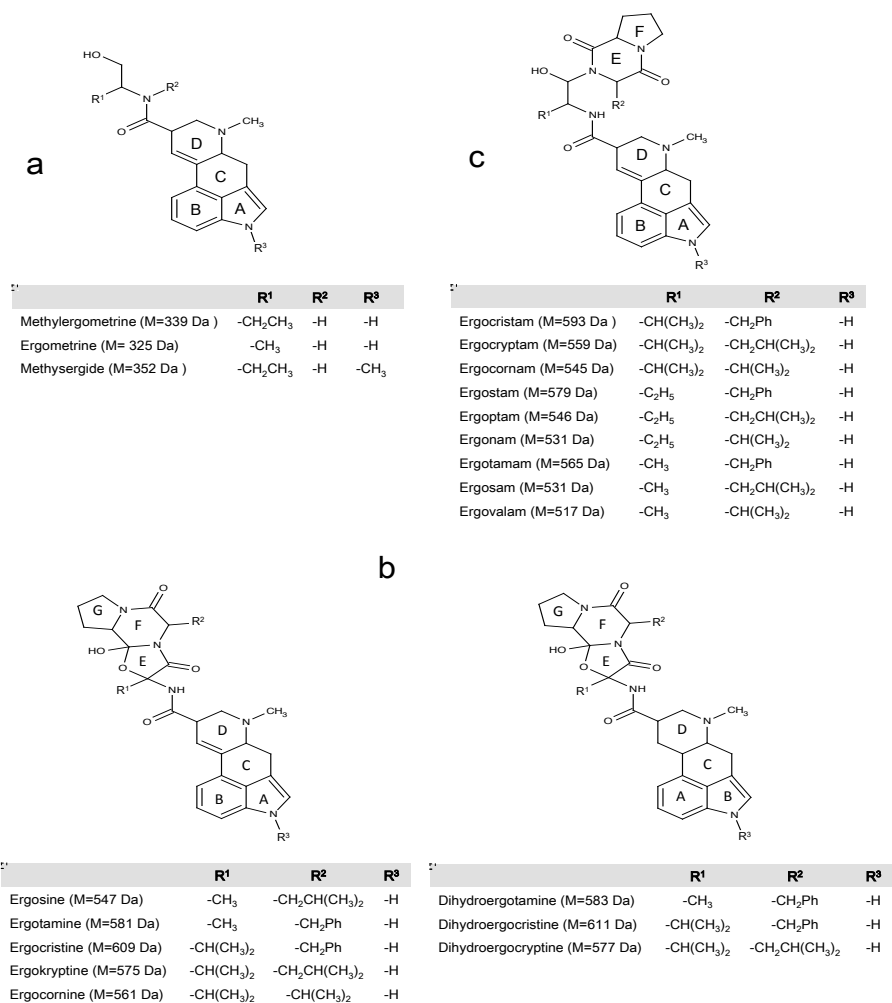 HO
R¹
N
R²
O
N
CH₃
D
a
C
B
A
N
R³
R¹ R² R³
Methylergometrine (M=339 Da ) -CH₂CH₃ -H -H
Ergometrine (M= 325 Da) -CH₃ -H -H
Methysergide (M=352 Da ) -CH₂CH₃ -H -CH₃
F
O
N
E
HO
N
O
R²
R¹
NH
O
N
CH₃
D
c
C
B
A
N
R³
R¹ R² R³
Ergocristam (M=593 Da ) -CH(CH₃)₂ -CH₂Ph -H
Ergocryptam (M=559 Da) -CH(CH₃)₂ -CH₂CH(CH₃)₂ -H
Ergocornam (M=545 Da) -CH(CH₃)₂ -CH(CH₃)₂ -H
Ergostam (M=579 Da) -C₂H₅ -CH₂Ph -H
Ergoptam (M=546 Da) -C₂H₅ -CH₂CH(CH₃)₂ -H
Ergonam (M=531 Da) -C₂H₅ -CH(CH₃)₂ -H
Ergotamam (M=565 Da) -CH₃ -CH₂Ph -H
Ergosam (M=531 Da) -CH₃ -CH₂CH(CH₃)₂ -H
Ergovalam (M=517 Da) -CH₃ -CH(CH₃)₂ -H
b
O
G
N
F
R²
HO
N
E
O
O
R¹
NH
O
N
CH₃
D
C
B
A
N
R³
R¹ R² R³
Ergosine (M=547 Da) -CH₃ -CH₂CH(CH₃)₂ -H
Ergotamine (M=581 Da) -CH₃ -CH₂Ph -H
Ergocristine (M=609 Da) -CH(CH₃)₂ -CH₂Ph -H
Ergokryptine (M=575 Da) -CH(CH₃)₂ -CH₂CH(CH₃)₂ -H
Ergocornine (M=561 Da) -CH(CH₃)₂ -CH(CH₃)₂ -H
O
G
N
F
R²
HO
N
E
O
O
R¹
NH
O
N
CH₃
D
C
A
B
N
R³
R¹ R² R³
Dihydroergotamine (M=583 Da) -CH₃ -CH₂Ph -H
Dihydroergocristine (M=611 Da) -CH(CH₃)₂ -CH₂Ph -H
Dihydroergocryptine (M=577 Da) -CH(CH₃)₂ -CH₂CH(CH₃)₂ -H